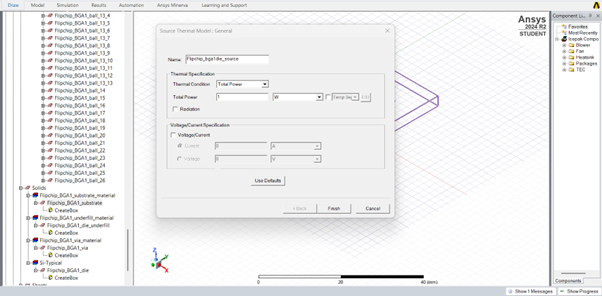 Draw Model Simulation Results Automation Ansys Minerva Learning and Support
Flipchip_BGA1_ball_13_4
Flipchip_BGA1_ball_13_5
Flipchip_BGA1_ball_13_6
Flipchip_BGA1_ball_13_7
Flipchip_BGA1_ball_13_8
Flipchip_BGA1_ball_13_9
Flipchip_BGA1_ball_13_10
Flipchip_BGA1_ball_13_11
Flipchip_BGA1_ball_13_12
Flipchip_BGA1_ball_13_13
Flipchip_BGA1_ball_14
Flipchip_BGA1_ball_15
Flipchip_BGA1_ball_16
Flipchip_BGA1_ball_17
Flipchip_BGA1_ball_18
Flipchip_BGA1_ball_19
Flipchip_BGA1_ball_20
Flipchip_BGA1_ball_21
Flipchip_BGA1_ball_22
Flipchip_BGA1_ball_23
Flipchip_BGA1_ball_24
Flipchip_BGA1_ball_25
Flipchip_BGA1_ball_26
Solids
Flipchip_BGA1_substrate_material
Flipchip_BGA1_substrate
CreateBox
Flipchip_BGA1_underfill_material
Flipchip_BGA1_die_underfill
CreateBox
Flipchip_BGA1_via_material
Flipchip_BGA1_via
CreateBox
Si-Typical
Flipchip_BGA1_die
CreateBox
Source Thermal Model : General
Name Flipchip_bga1die_source
Thermal Specification
Thermal Condition Total Power
Total Power 1 W Temp De
Radiation
Voltage/Current Specification
Voltage/Current
Current 0 A
Voltage 0 V
Use Defaults
< Back Finish Cancel
Z
Y
X
0 20 40 (mm)
Ansys
2024 R2
STUDENT
Component Li
Favorites
Most Recently
Icepak Compo
Blower
Fan
Heatsink
Packages
TEC
Components
Show 1 Messages Show Progress